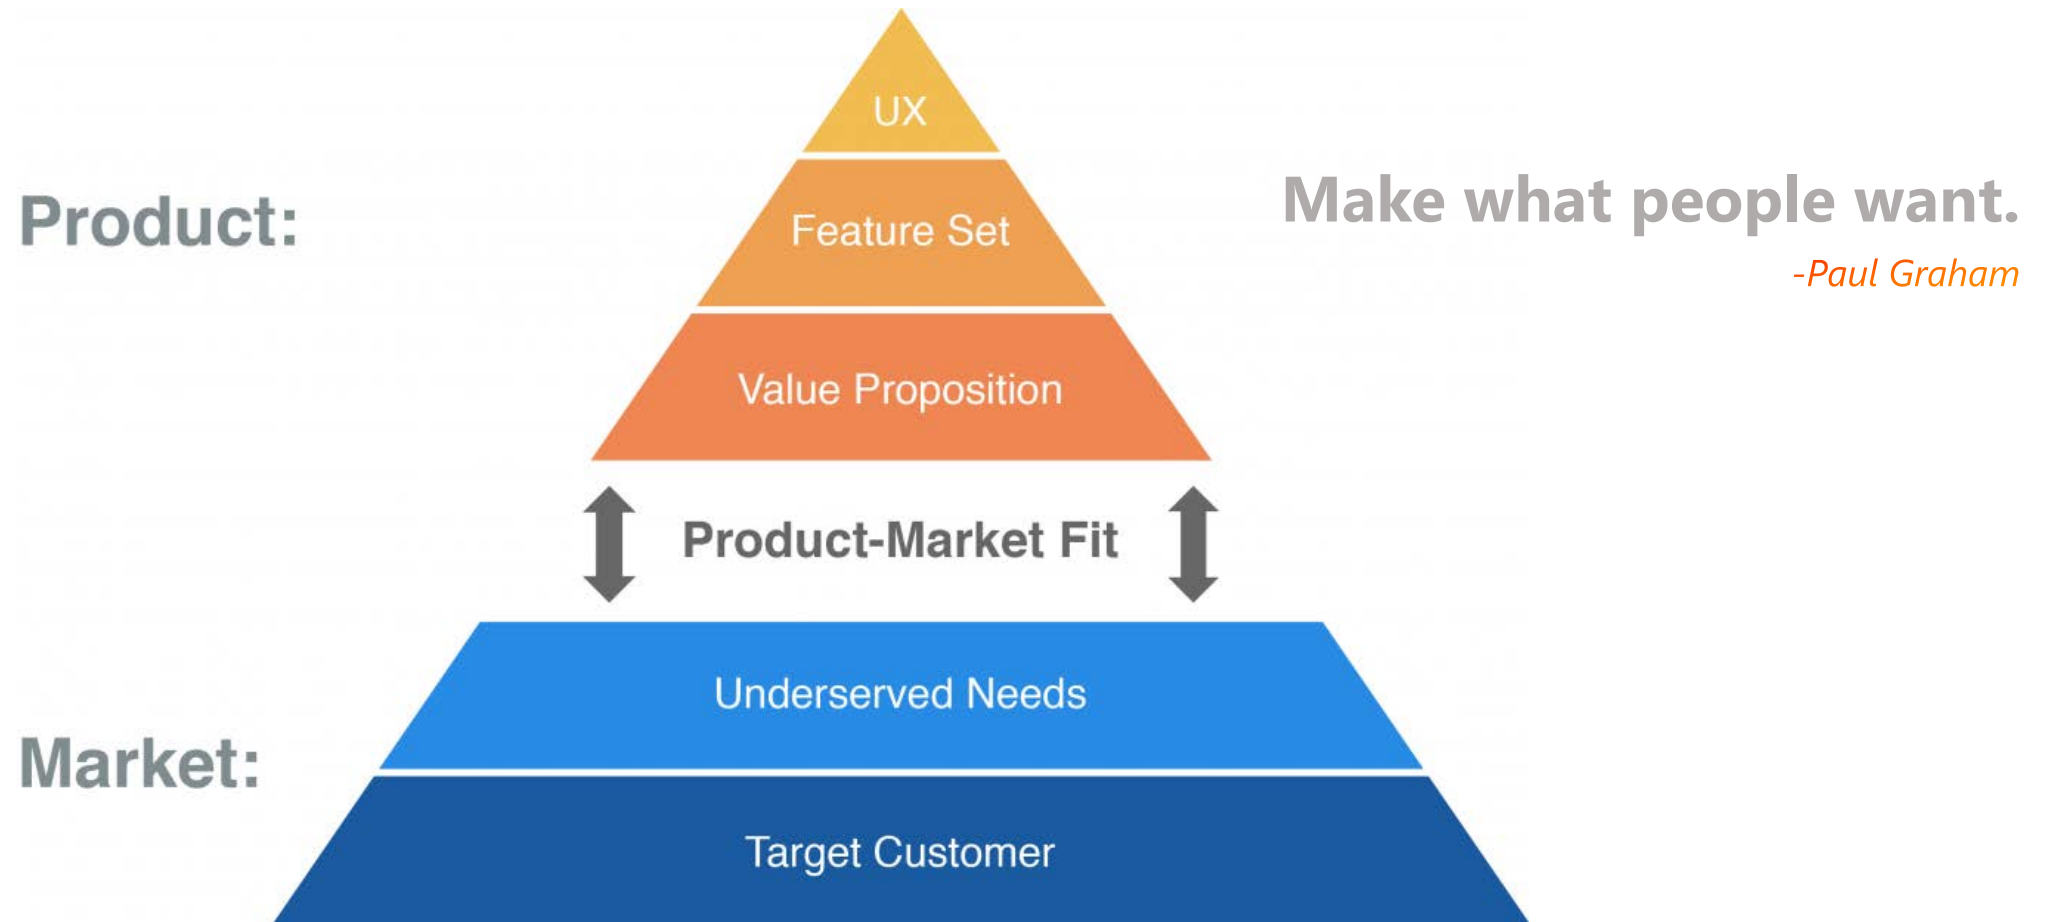 UX
Product:
Feature Set
Make what people want.
-Paul Graham
Value Proposition
Product-Market Fit
Underserved Needs
Market:
Target Customer